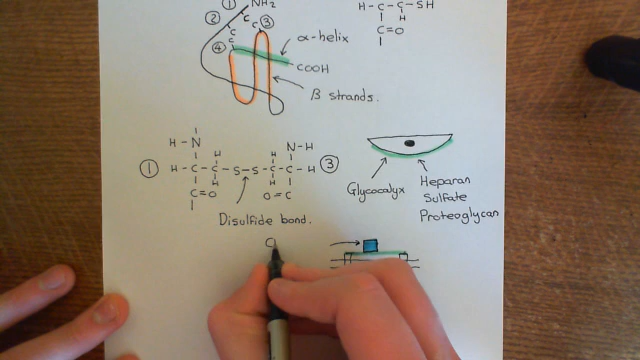 ① NH₂
H-C-C-SH
H
C=O
②
C
C
③
C
C
④
α-helix
COOH
β strands.
H-N
H
H
N-H
① H-C-C-S-S-C-C-H ③
H
H
C=O
O=C
Disulfide bond.
Glycocalyx
Heparan
Sulfate
Proteoglycan
C